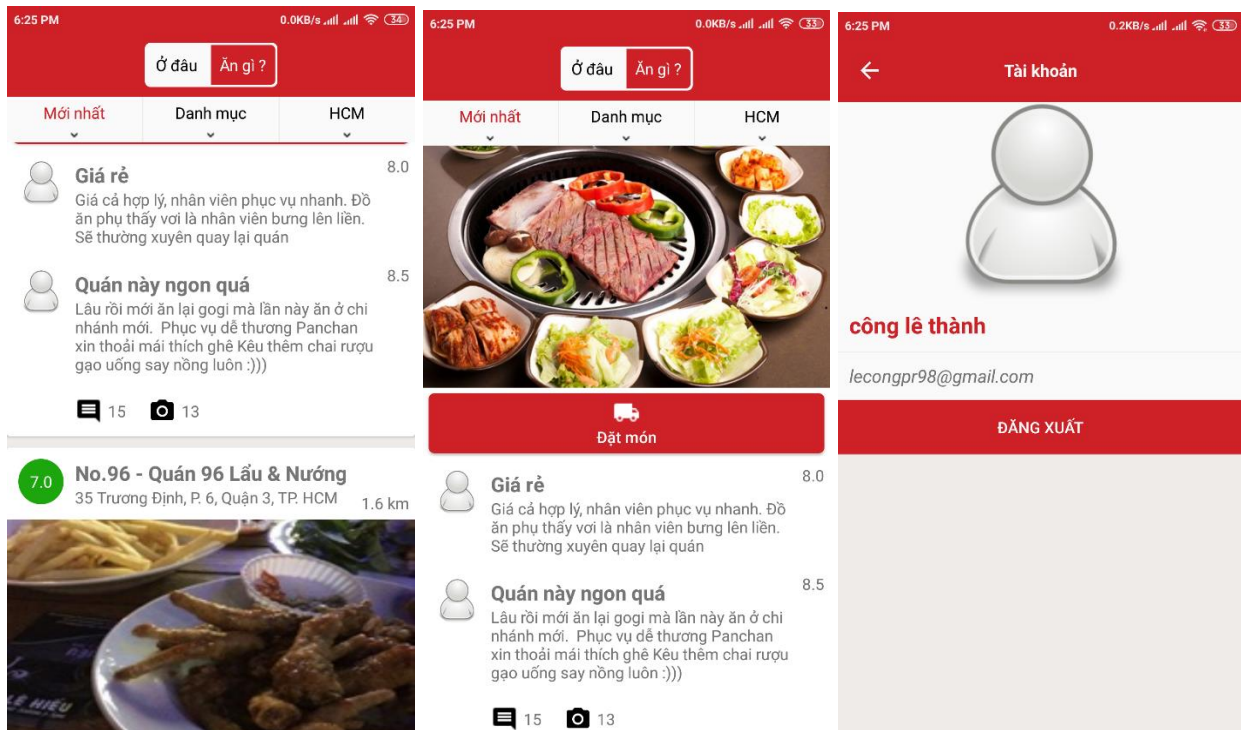 6:25 PM 0.0KB/s 34
Ở đâu Ăn gì ?
Mới nhất Danh mục HCM
Giá rẻ 8.0
Giá cả hợp lý, nhân viên phục vụ nhanh. Đồ
ăn phụ thấy vơi là nhân viên bưng lên liền.
Sẽ thường xuyên quay lại quán
Quán này ngon quá 8.5
Lâu rồi mới ăn lại gogi mà lần này ăn ở chi
nhánh mới. Phục vụ dễ thương Panchan
xin thoải mái thích ghê Kêu thêm chai rượu
gạo uống say nồng luôn :)))
15 13
7.0 No.96 - Quán 96 Lẩu & Nướng
35 Trương Định, P. 6, Quận 3, TP. HCM 1.6 km
LÊ HIẾU
6:25 PM 0.0KB/s 33
Ở đâu Ăn gì ?
Mới nhất Danh mục HCM
Đặt món
Giá rẻ 8.0
Giá cả hợp lý, nhân viên phục vụ nhanh. Đồ
ăn phụ thấy vơi là nhân viên bưng lên liền.
Sẽ thường xuyên quay lại quán
Quán này ngon quá 8.5
Lâu rồi mới ăn lại gogi mà lần này ăn ở chi
nhánh mới. Phục vụ dễ thương Panchan
xin thoải mái thích ghê Kêu thêm chai rượu
gạo uống say nồng luôn :)))
15 13
6:25 PM 0.2KB/s 33
Tài khoản
công lê thành
lecongpr98@gmail.com
ĐĂNG XUẤT